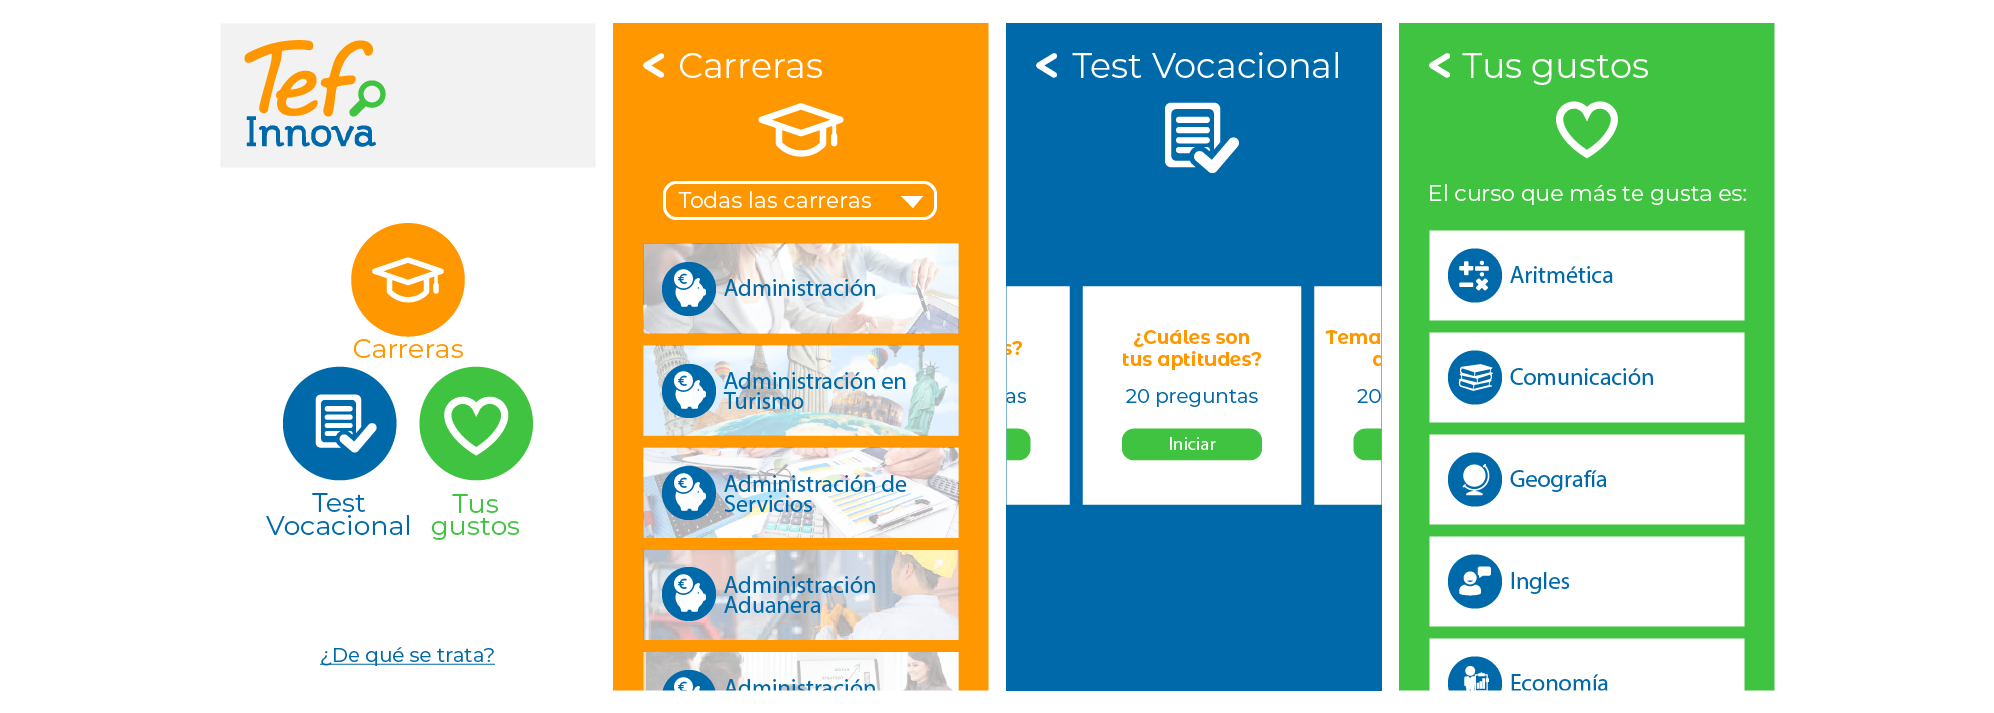 Tef
Innova
Carreras
Test
Vocacional
Tus
gustos
¿De qué se trata?
Carreras
Todas las carreras
Administración
Administración en
Turismo
Administración de
Servicios
Administración
Aduanera
Administración
Test Vocacional
s?
as
¿Cuáles son
tus aptitudes?
20 preguntas
Iniciar
Tema
20
Tus gustos
El curso que más te gusta es:
Aritmética
Comunicación
Geografía
Ingles
Economía